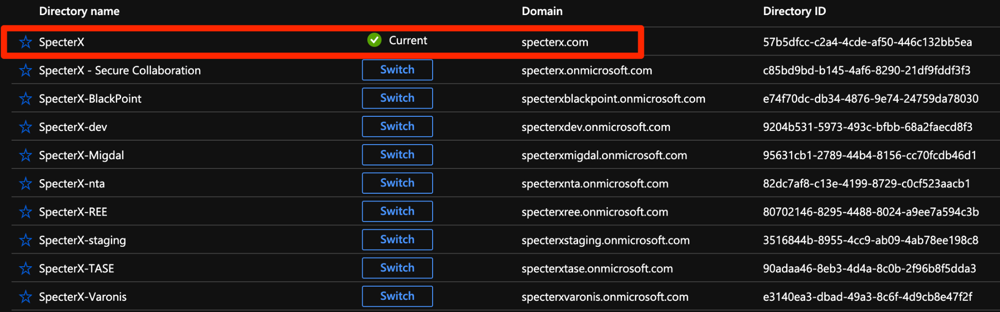 Directory name Domain Directory ID
SpecterX Current specterx.com 57b5dfcc-c2a4-4cde-af50-446c132bb5ea
SpecterX - Secure Collaboration Switch specterx.onmicrosoft.com c85bd9bd-b145-4af6-8290-21df9fddf3f3
SpecterX-BlackPoint Switch specterxblackpoint.onmicrosoft.com e74f70dc-db34-4876-9e74-24759da78030
SpecterX-dev Switch specterxdev.onmicrosoft.com 9204b531-5973-493c-bfbb-68a2faecd8f3
SpecterX-Migdal Switch specterxmigdal.onmicrosoft.com 95631cb1-2789-44b4-8156-cc70fcdb46d1
SpecterX-nta Switch specterxnta.onmicrosoft.com 82dc7af8-c13e-4199-8729-c0cf523aacb1
SpecterX-REE Switch specterxree.onmicrosoft.com 80702146-8295-4488-8024-a9ee7a594c3b
SpecterX-staging Switch specterxstaging.onmicrosoft.com 3516844b-8955-4cc9-ab09-4ab78ee198c8
SpecterX-TASE Switch specterxtase.onmicrosoft.com 90adaa46-8eb3-4d4a-8c0b-2f96b8f5dda3
SpecterX-Varonis Switch specterxvaronis.onmicrosoft.com e3140ea3-dbad-49a3-8c6f-4d9cb8e47f2f